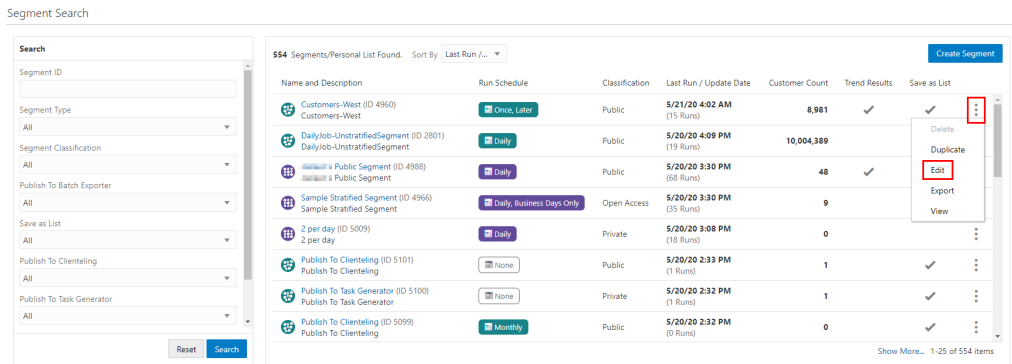 Segment Search
Search
Segment ID
Segment Type
All
Segment Classification
All
Publish To Batch Exporter
All
Save as List
All
Publish To Clienteling
All
Publish To Task Generator
All
Reset Search
554 Segments/Personal List Found. Sort By Last Run /...
Create Segment
Name and Description Run Schedule Classification Last Run / Update Date Customer Count Trend Results Save as List
Customers-West (ID 4960)
Customers-West
Once, Later Public 5/21/20 4:02 AM
(15 Runs)
8,981
DailyJob-UnstratifiedSegment (ID 2801)
DailyJob-UnstratifiedSegment
Daily Public 5/20/20 4:09 PM
(19 Runs)
10,004,389
Public Segment (ID 4988)
Public Segment
Daily Public 5/20/20 3:30 PM
(68 Runs)
48
Sample Stratified Segment (ID 4966)
Sample Stratified Segment
Daily, Business Days Only Open Access 5/20/20 3:30 PM
(35 Runs)
9
2 per day (ID 5009)
2 per day
Daily Private 5/20/20 3:08 PM
(18 Runs)
0
Publish To Clienteling (ID 5101)
Publish To Clienteling
None Public 5/20/20 2:33 PM
(1 Runs)
1
Publish To Task Generator (ID 5100)
Publish To Task Generator
None Private 5/20/20 2:32 PM
(1 Runs)
1
Publish To Clienteling (ID 5099)
Publish To Clienteling
Monthly Public 5/20/20 2:32 PM
(0 Runs)
0
Delete
Duplicate
Edit
Export
View
Show More... 1-25 of 554 items